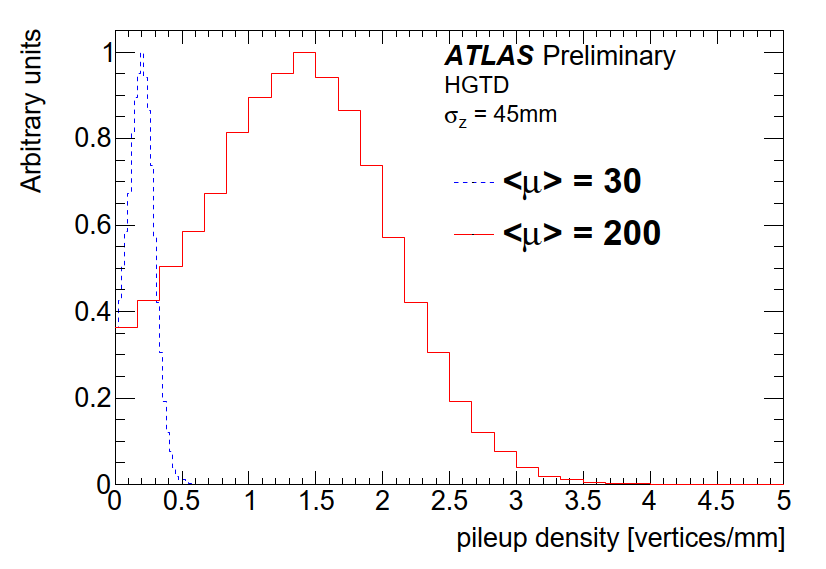 Arbitrary units
ATLAS Preliminary
HGTD
σz = 45mm
<μ> = 30
<μ> = 200
1
0.8
0.6
0.4
0.2
0
0 0.5 1 1.5 2 2.5 3 3.5 4 4.5 5
pileup density [vertices/mm]